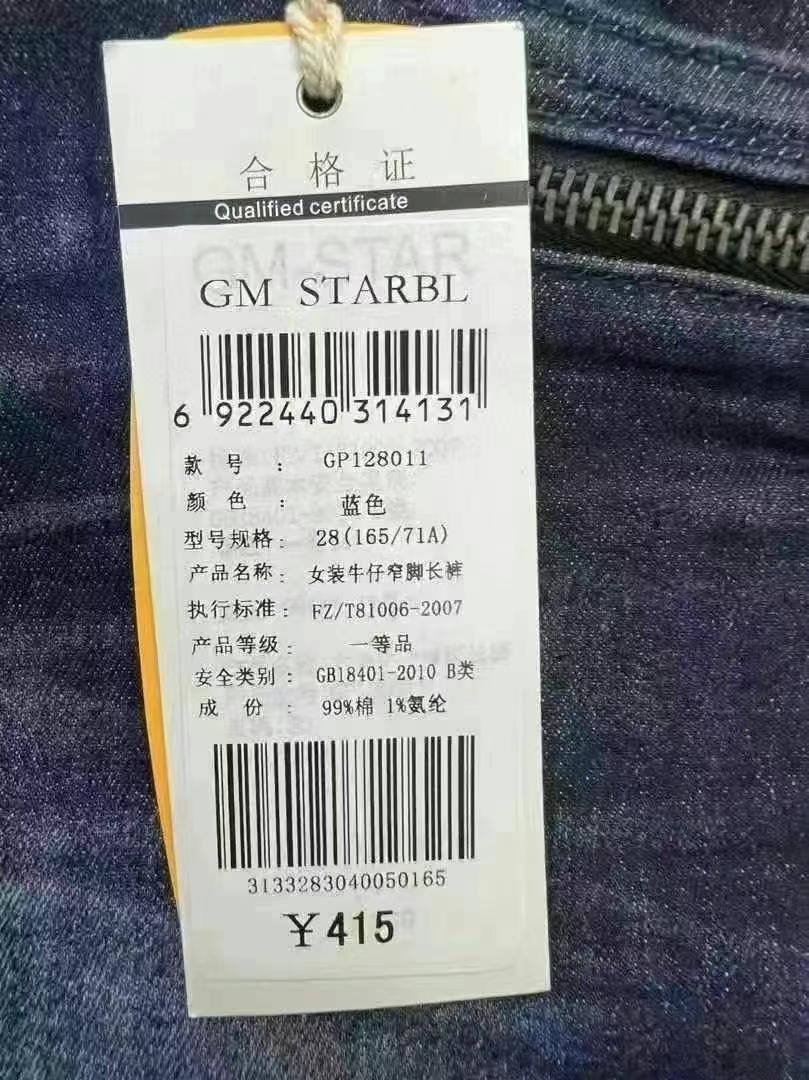 合格证
Qualified certificate
GM STARBL
6 922440 314131
款号： GP128011
颜色： 蓝色
型号规格： 28(165/71A)
产品名称： 女装牛仔窄脚长裤
执行标准： FZ/T81006-2007
产品等级： 一等品
安全类别： GB18401-2010 B类
成份： 99%棉 1%氨纶
3133283040050165
￥415